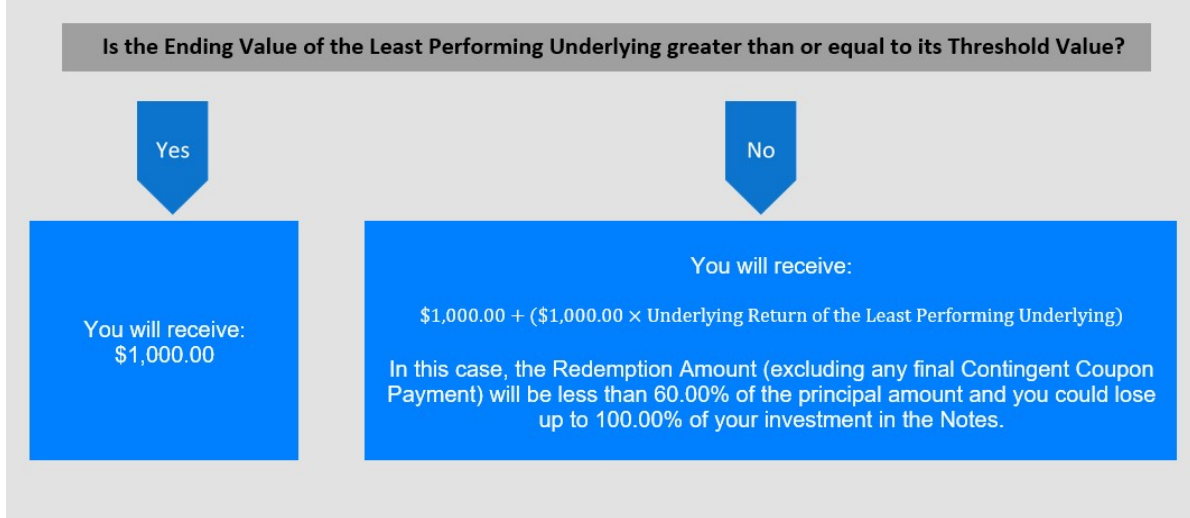 Is the Ending Value of the Least Performing Underlying greater than or equal to its Threshold Value?
Yes
No
You will receive:
$1,000.00
You will receive:
$1,000.00 + ($1,000.00 × Underlying Return of the Least Performing Underlying)
In this case, the Redemption Amount (excluding any final Contingent Coupon
Payment) will be less than 60.00% of the principal amount and you could lose
up to 100.00% of your investment in the Notes.